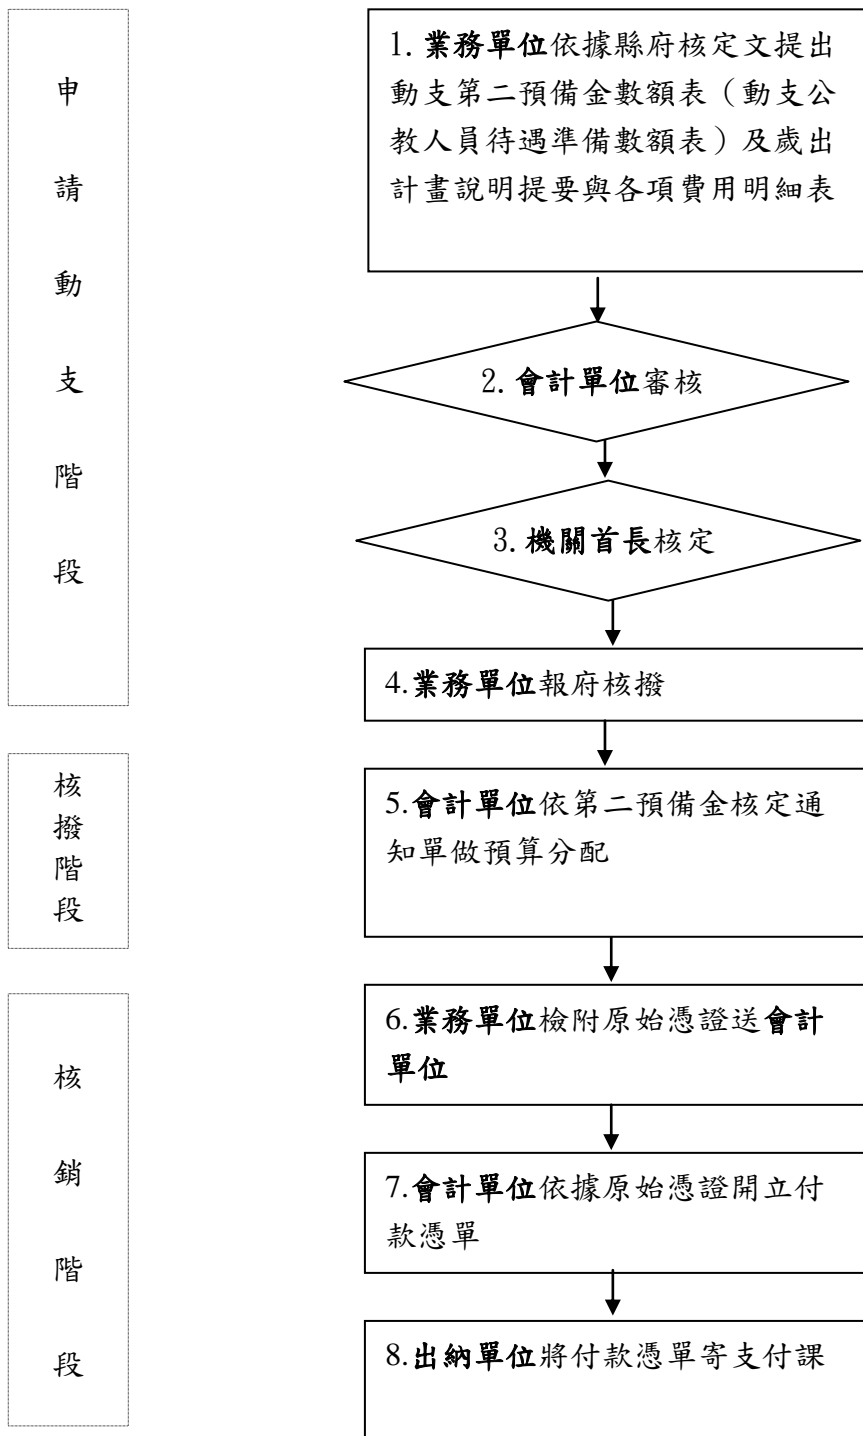 申
請
動
支
階
段
1. 業務單位依據縣府核定文提出
動支第二預備金數額表（動支公
教人員待遇準備數額表）及歲出
計畫說明提要與各項費用明細表
2. 會計單位審核
3. 機關首長核定
4.業務單位報府核撥
核
撥
階
段
5.會計單位依第二預備金核定通
知單做預算分配
核
銷
階
段
6.業務單位檢附原始憑證送會計
單位
7.會計單位依據原始憑證開立付
款憑單
8.出納單位將付款憑單寄支付課